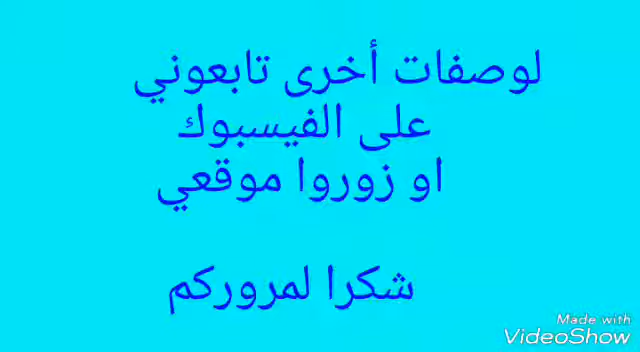 لوصفات أخرى تابعوني
على الفيسبوك
او زوروا موقعي
شكرا لمروركم
Made with
VideoShow